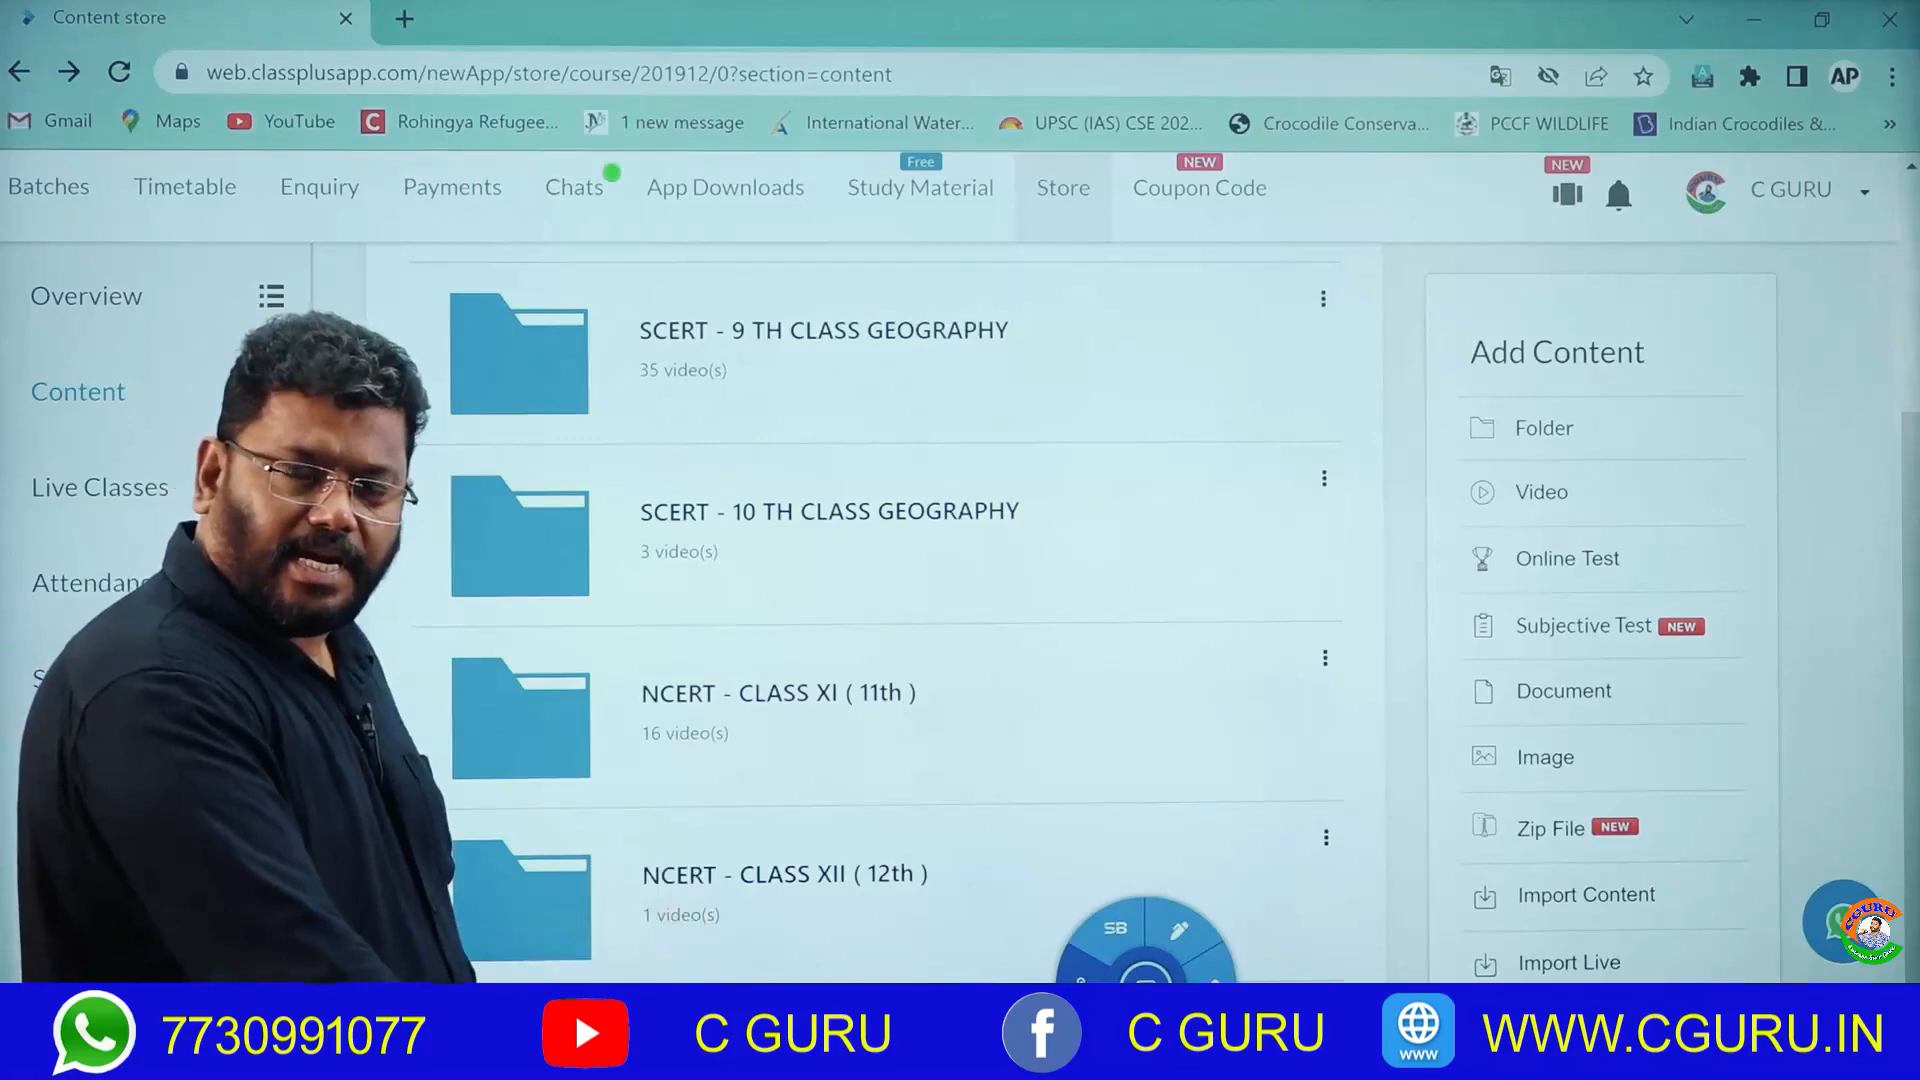 Content store
web.classplusapp.com/newApp/store/course/201912/0?section=content
AP
Gmail
Maps
YouTube
Rohingya Refugee...
1 new message
International Water...
UPSC (IAS) CSE 202...
Crocodile Conserva...
PCCF WILDLIFE
Indian Crocodiles &...
Batches
Timetable
Enquiry
Payments
Chats
App Downloads
Free
Study Material
Store
NEW
Coupon Code
NEW
C GURU
Overview
Content
Live Classes
Attendanc
S
SCERT - 9 TH CLASS GEOGRAPHY
35 video(s)
SCERT - 10 TH CLASS GEOGRAPHY
3 video(s)
NCERT - CLASS XI ( 11th )
16 video(s)
NCERT - CLASS XII ( 12th )
1 video(s)
SB
Add Content
Folder
Video
Online Test
Subjective Test NEW
Document
Image
Zip File NEW
Import Content
Import Live
CGURU
7730991077
C GURU
C GURU
WWW
WWW.CGURU.IN